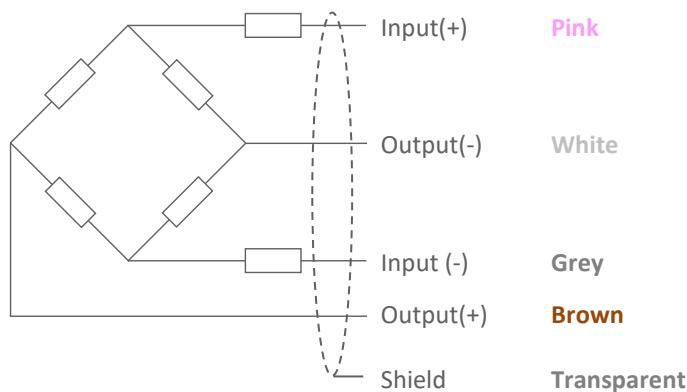 Input(+) Pink
Output(-) White
Input (-) Grey
Output(+) Brown
Shield Transparent